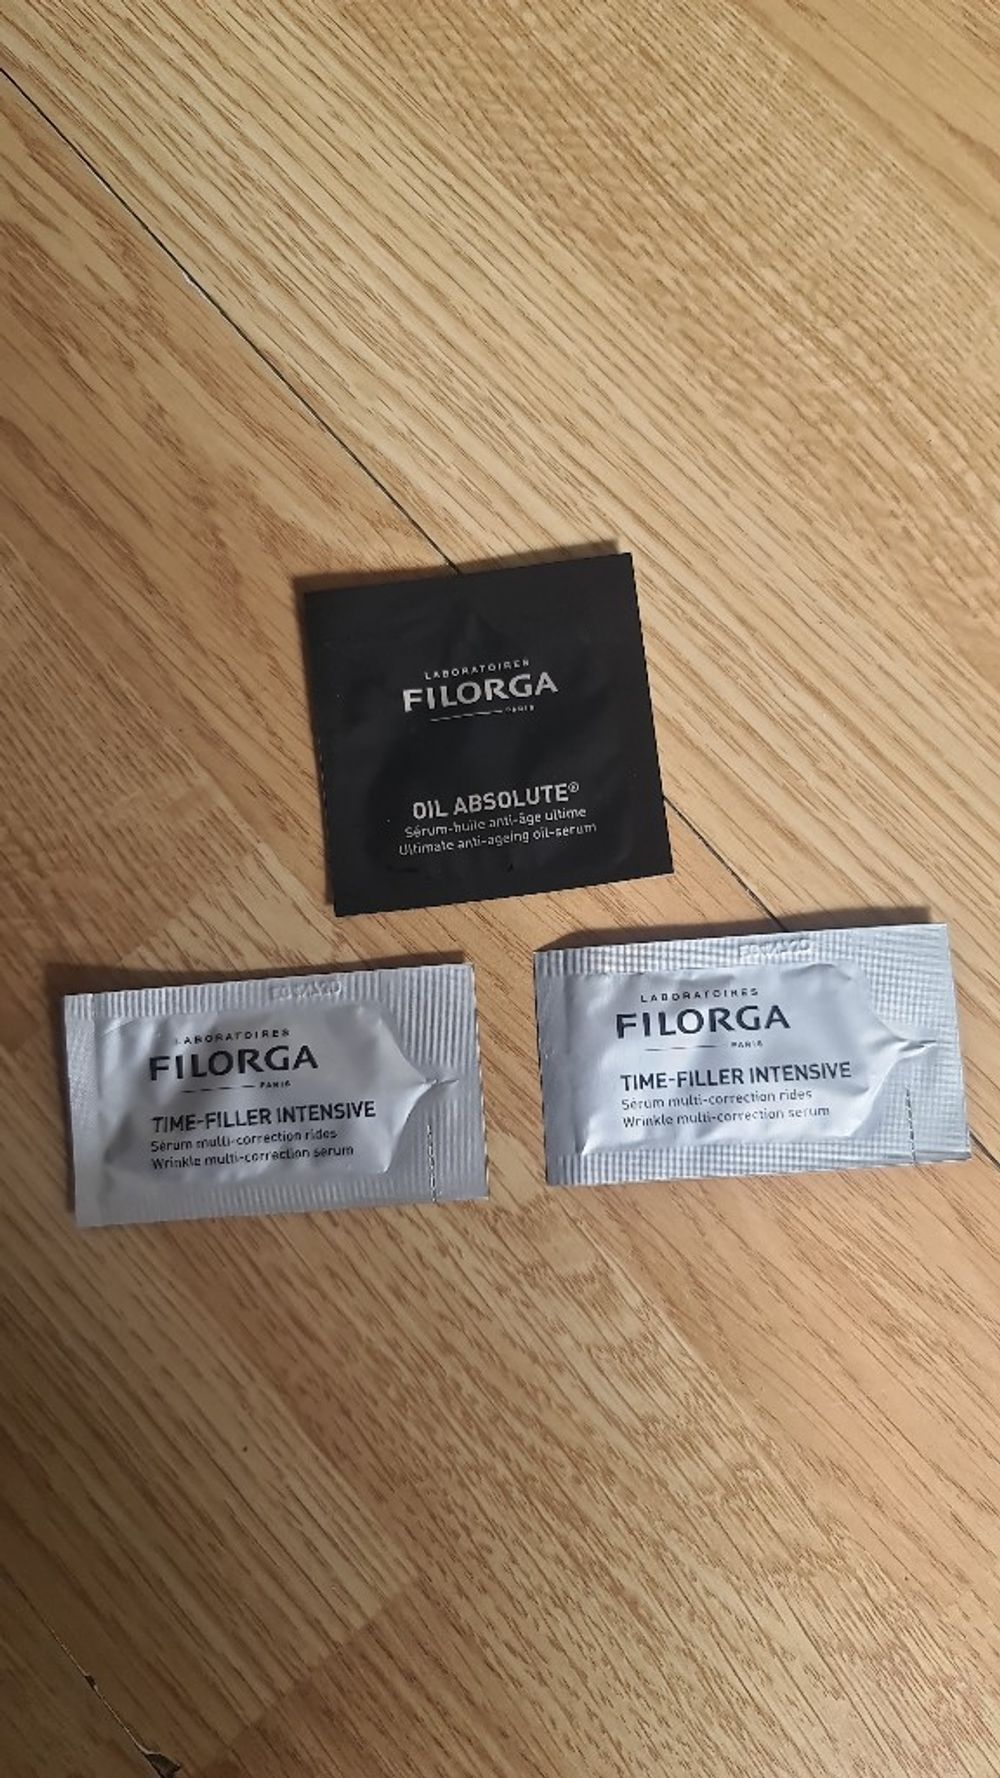 LABORATOIRES
FILORGA
PARIS
OIL ABSOLUTE®
Sérum-huile anti-âge ultime
Ultimate anti-ageing oil-serum
LABORATOIRES
FILORGA
PARIS
TIME-FILLER INTENSIVE
Sérum multi-correction rides
Wrinkle multi-correction serum
LABORATOIRES
FILORGA
PARIS
TIME-FILLER INTENSIVE
Sérum multi-correction rides
Wrinkle multi-correction serum